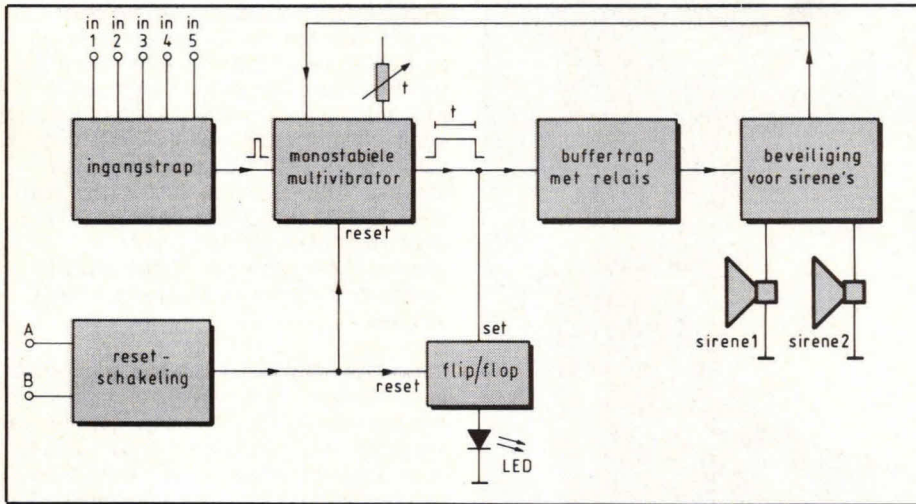 in
1
in
2
in
3
in
4
in
5
t
t
ingangstrap
monostabiele
multivibrator
buffertrap
met relais
beveiliging
voor sirene's
reset
sirene1
sirene2
A
B
reset-
schakeling
set
reset
flip/flop
LED